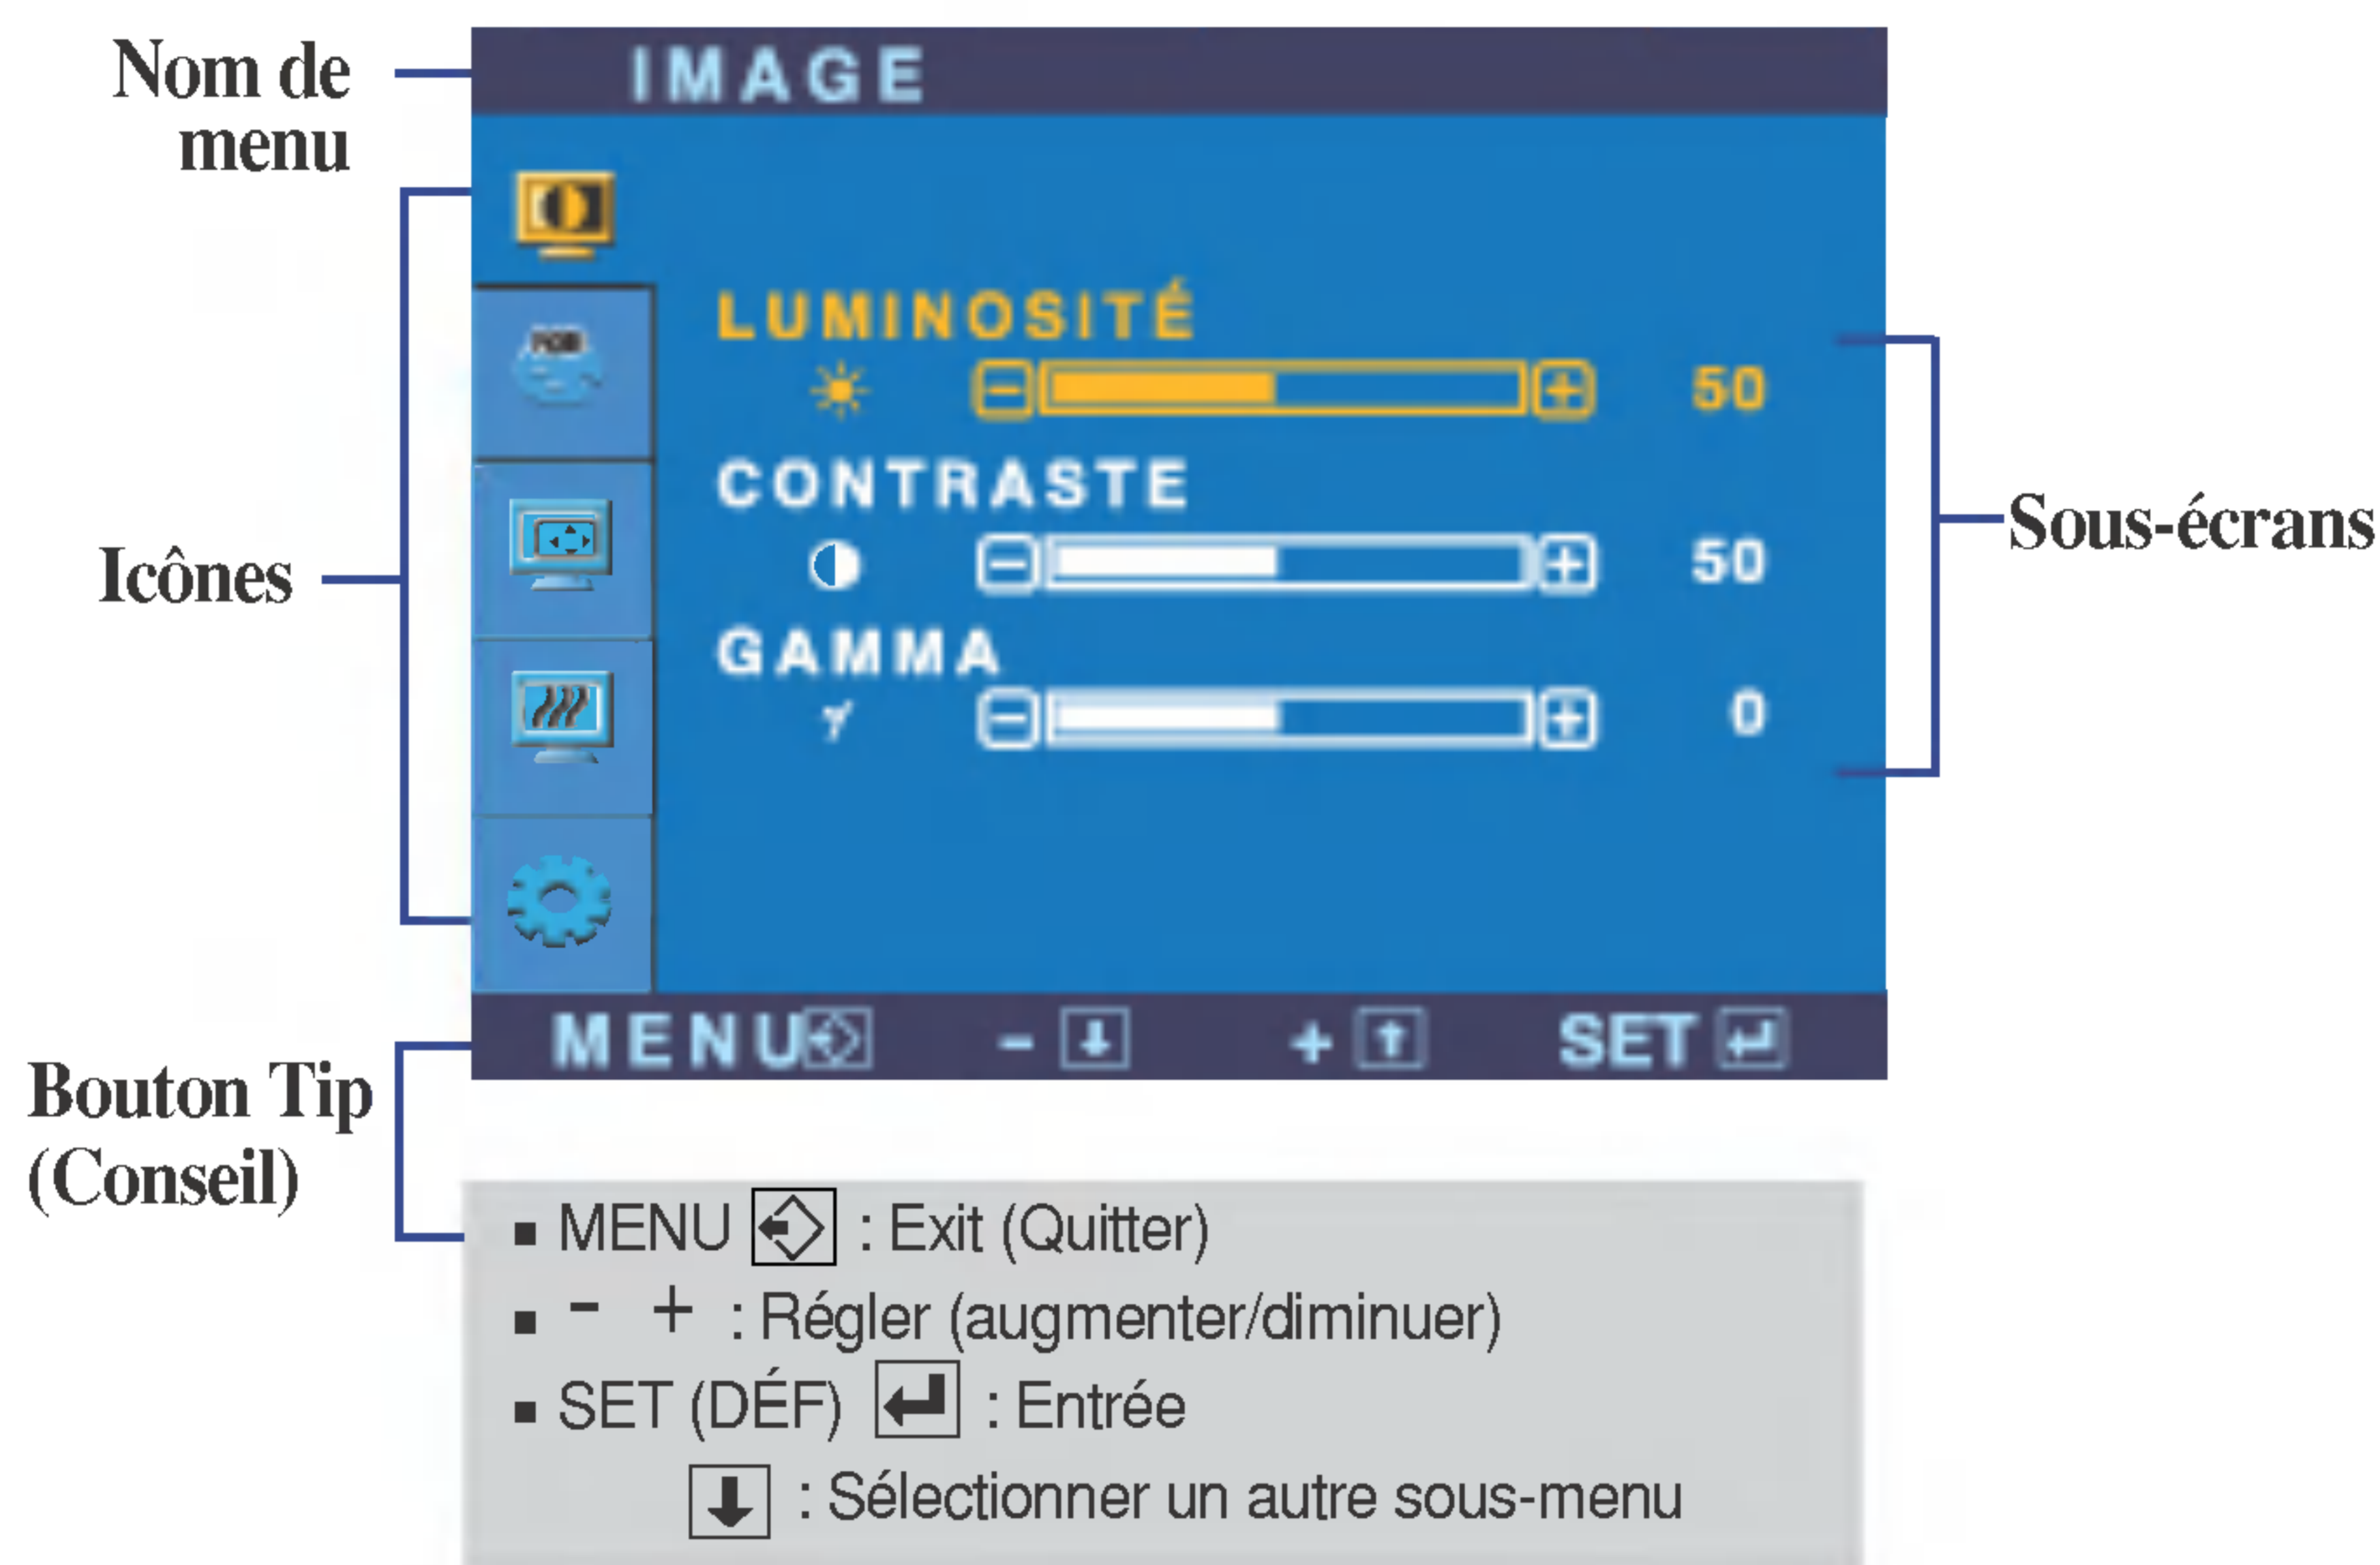 Nom de
menu
IMAGE
LUMINOSITÉ
50
CONTRASTE
50
GAMMA
0
Icônes
Sous-écrans
MENU - + SET
Bouton Tip
(Conseil)
▪ MENU : Exit (Quitter)
▪ - + : Régler (augmenter/diminuer)
▪ SET (DÉF) : Entrée
: Sélectionner un autre sous-menu